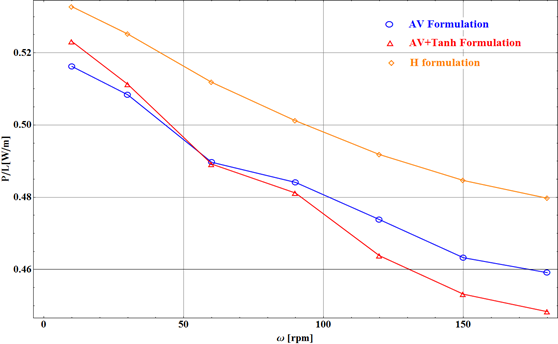 AV Formulation
AV+Tanh Formulation
H formulation
0.52
0.50
0.48
0.46
P/L[W/m]
0 50 100 150
ω [rpm]